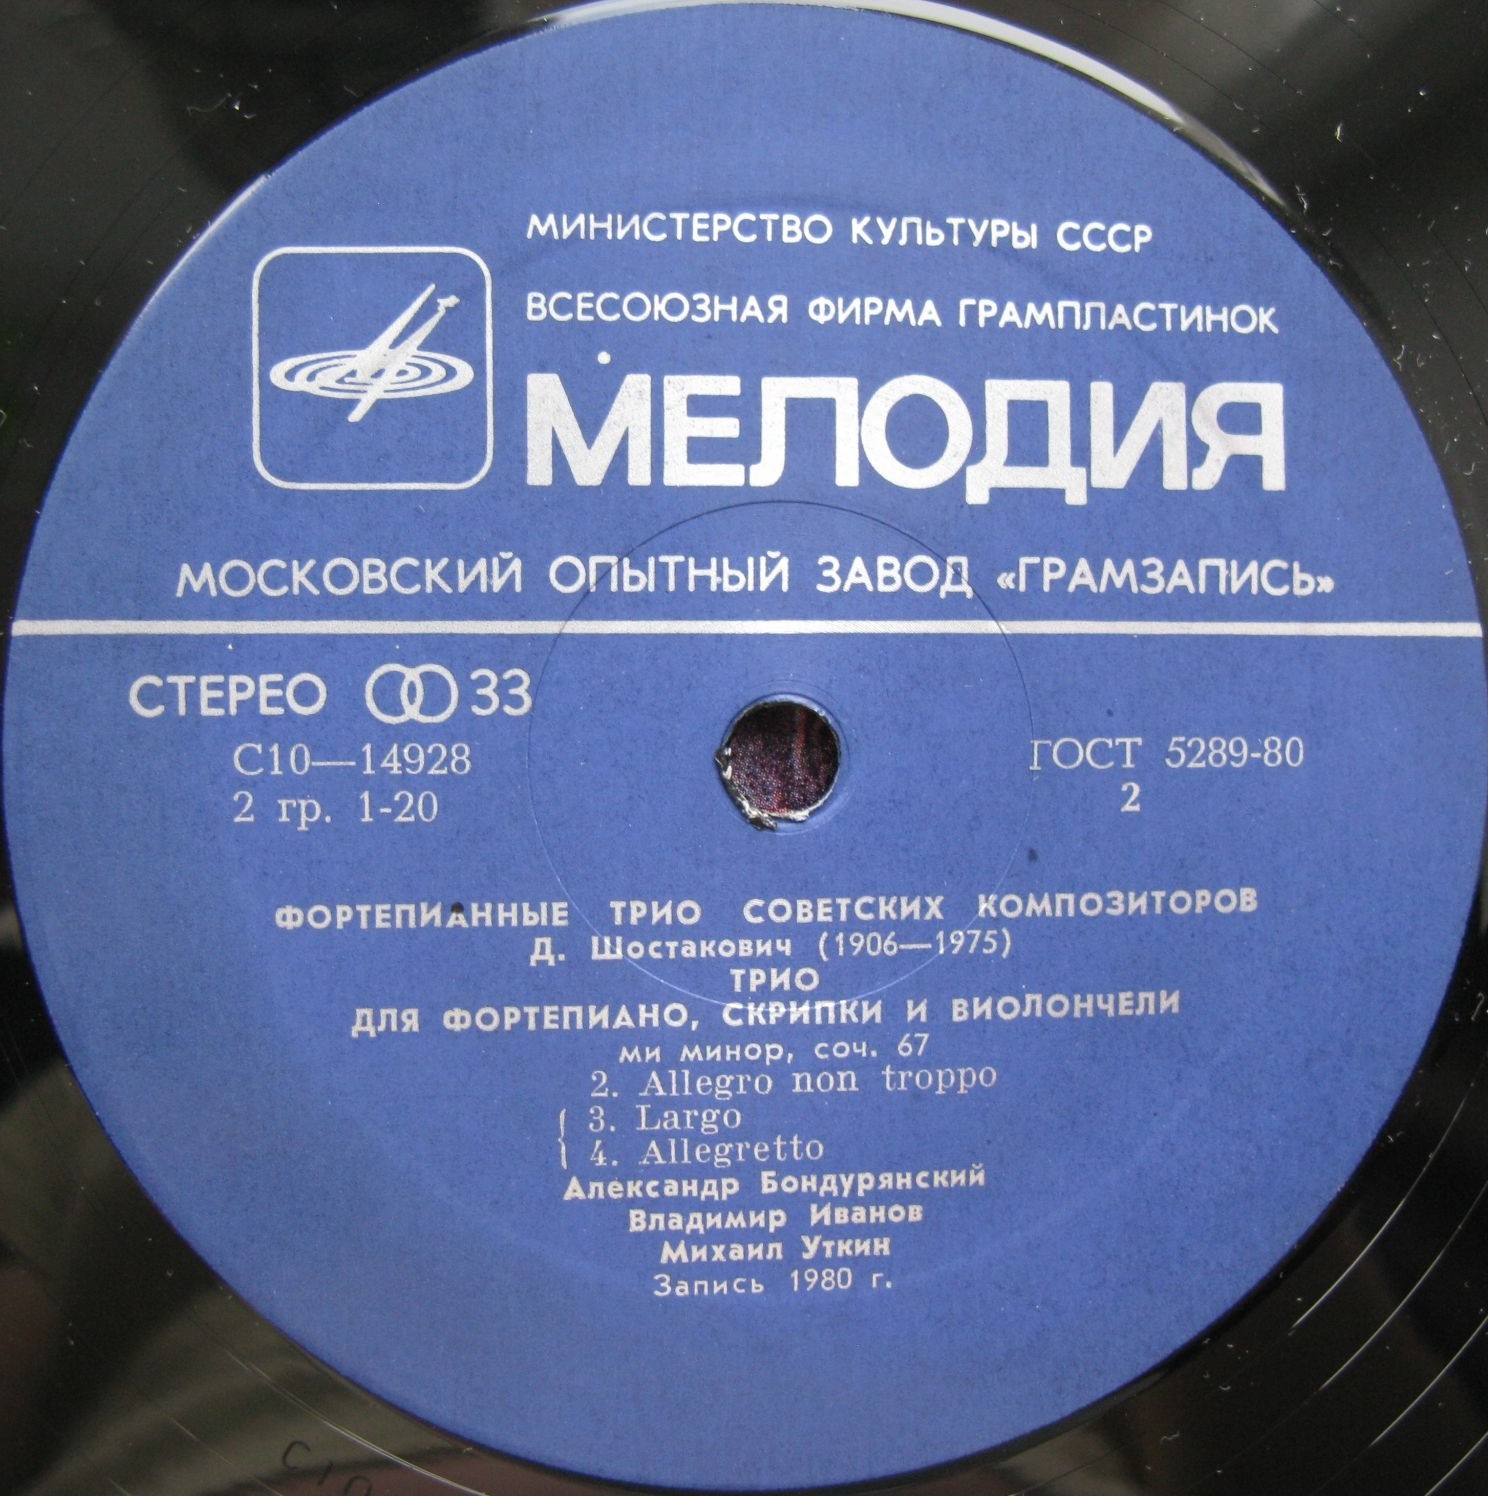 МИНИСТЕРСТВО КУЛЬТУРЫ СССР
ВСЕСОЮЗНАЯ ФИРМА ГРАМПЛАСТИНОК
МЕЛОДИЯ
МОСКОВСКИЙ ОПЫТНЫЙ ЗАВОД «ГРАМЗАПИСЬ»
СТЕРЕО 33
С10—14928
2 гр. 1-20
ГОСТ 5289-80
2
ФОРТЕПИАННЫЕ ТРИО СОВЕТСКИХ КОМПОЗИТОРОВ
Д. Шостакович (1906—1975)
ТРИО
ДЛЯ ФОРТЕПИАНО, СКРИПКИ И ВИОЛОНЧЕЛИ
ми минор, соч. 67
2. Allegro non troppo
3. Largo
4. Allegretto
Александр Бондурянский
Владимир Иванов
Михаил Уткин
Запись 1980 г.